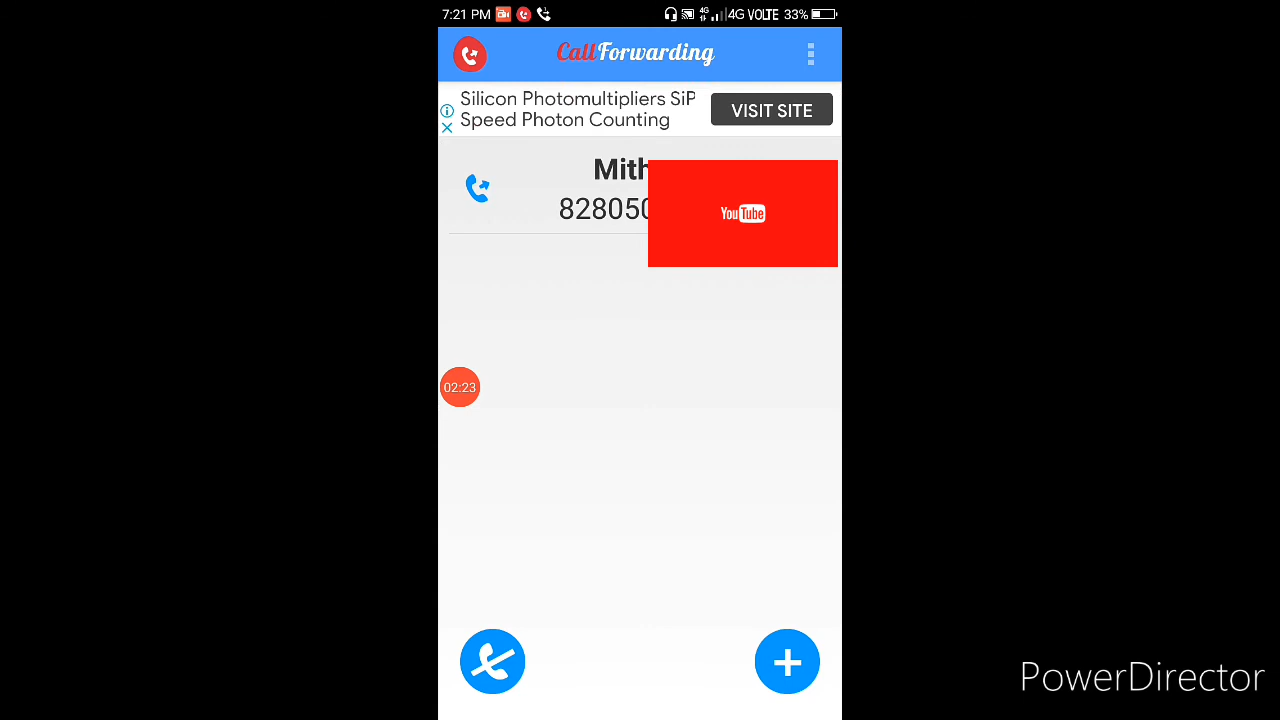 7:21 PM 4G 4G VOLTE 33%
CallForwarding
Silicon Photomultipliers SiP
Speed Photon Counting
VISIT SITE
Mith
YouTube
828050
02:23
PowerDirector